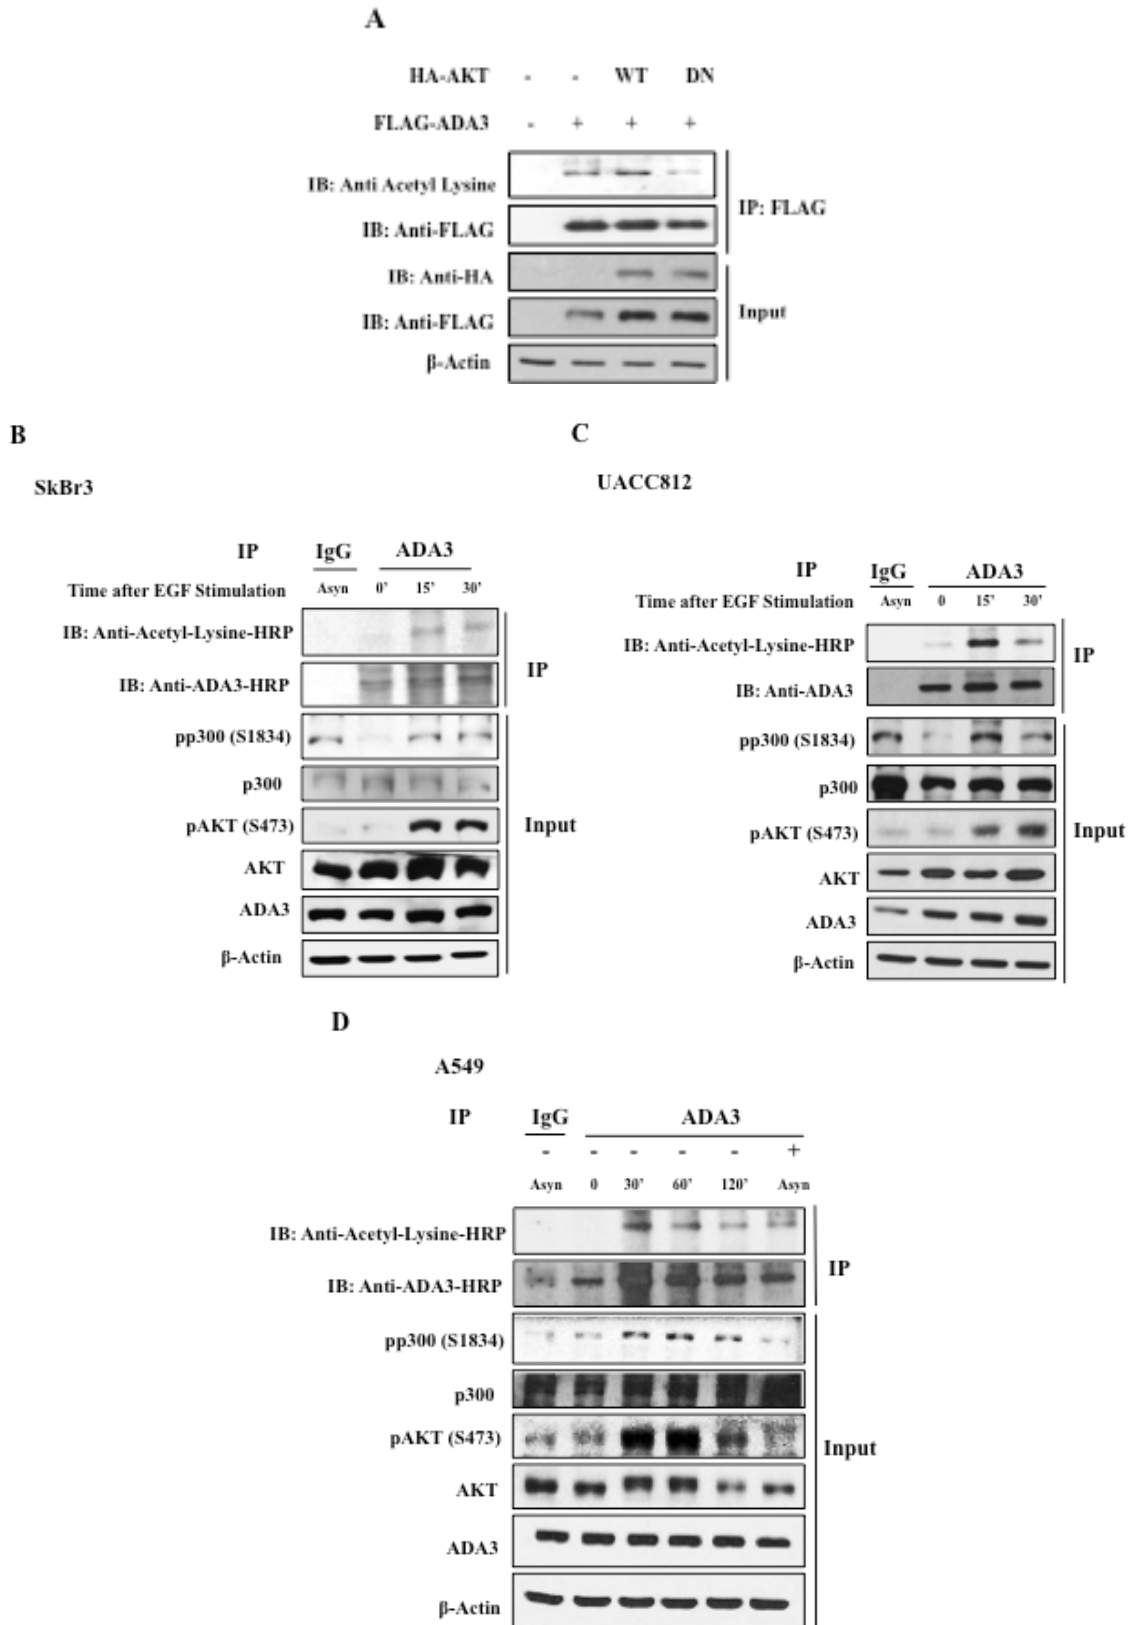 A
HA-AKT - - WT DN
FLAG-ADA3 - + + +
IB: Anti Acetyl Lysine
IB: Anti-FLAG
IP: FLAG
IB: Anti-HA
IB: Anti-FLAG
β-Actin
Input
B
SkBr3
IP IgG ADA3
Time after EGF Stimulation Asyn 0' 15' 30'
IB: Anti-Acetyl-Lysine-HRP
IB: Anti-ADA3-HRP
IP
pp300 (S1834)
p300
pAKT (S473)
AKT
ADA3
β-Actin
Input
C
UACC812
IP IgG ADA3
Time after EGF Stimulation Asyn 0 15' 30'
IB: Anti-Acetyl-Lysine-HRP
IB: Anti-ADA3
IP
pp300 (S1834)
p300
pAKT (S473)
AKT
ADA3
β-Actin
Input
D
A549
IP IgG ADA3
- - - - - +
Asyn 0 30' 60' 120' Asyn
IB: Anti-Acetyl-Lysine-HRP
IB: Anti-ADA3-HRP
IP
pp300 (S1834)
p300
pAKT (S473)
AKT
ADA3
β-Actin
Input